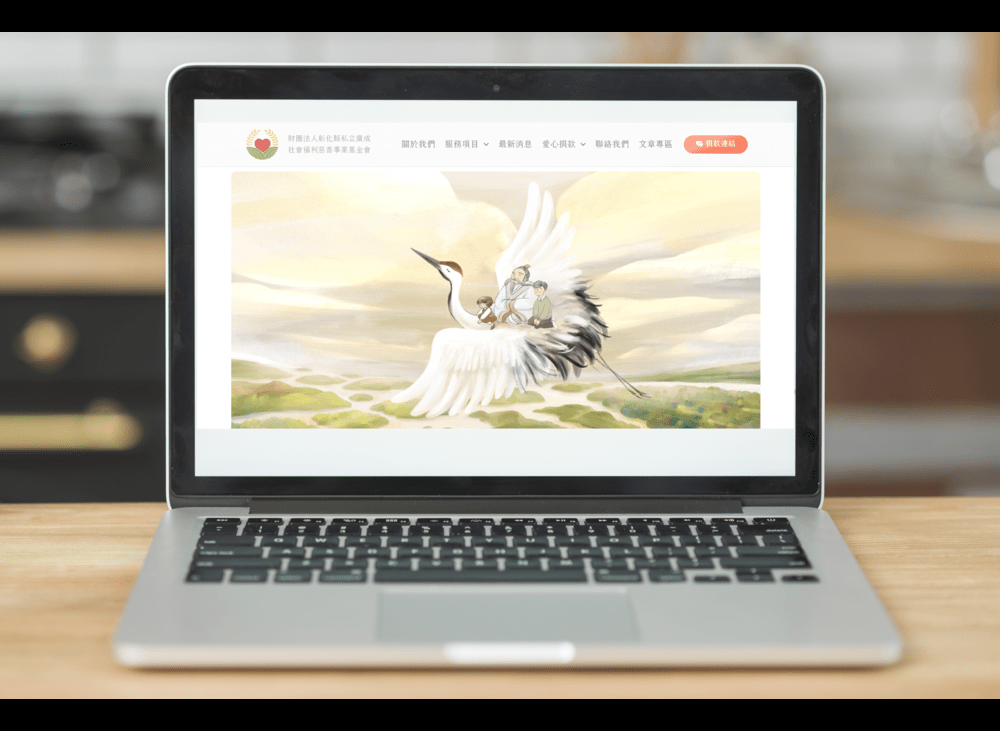 財團法人彰化縣私立廣成
社會福利慈善事業基金會
關於我們 服務項目 最新消息 愛心捐款 聯絡我們 文章專區 捐款連結